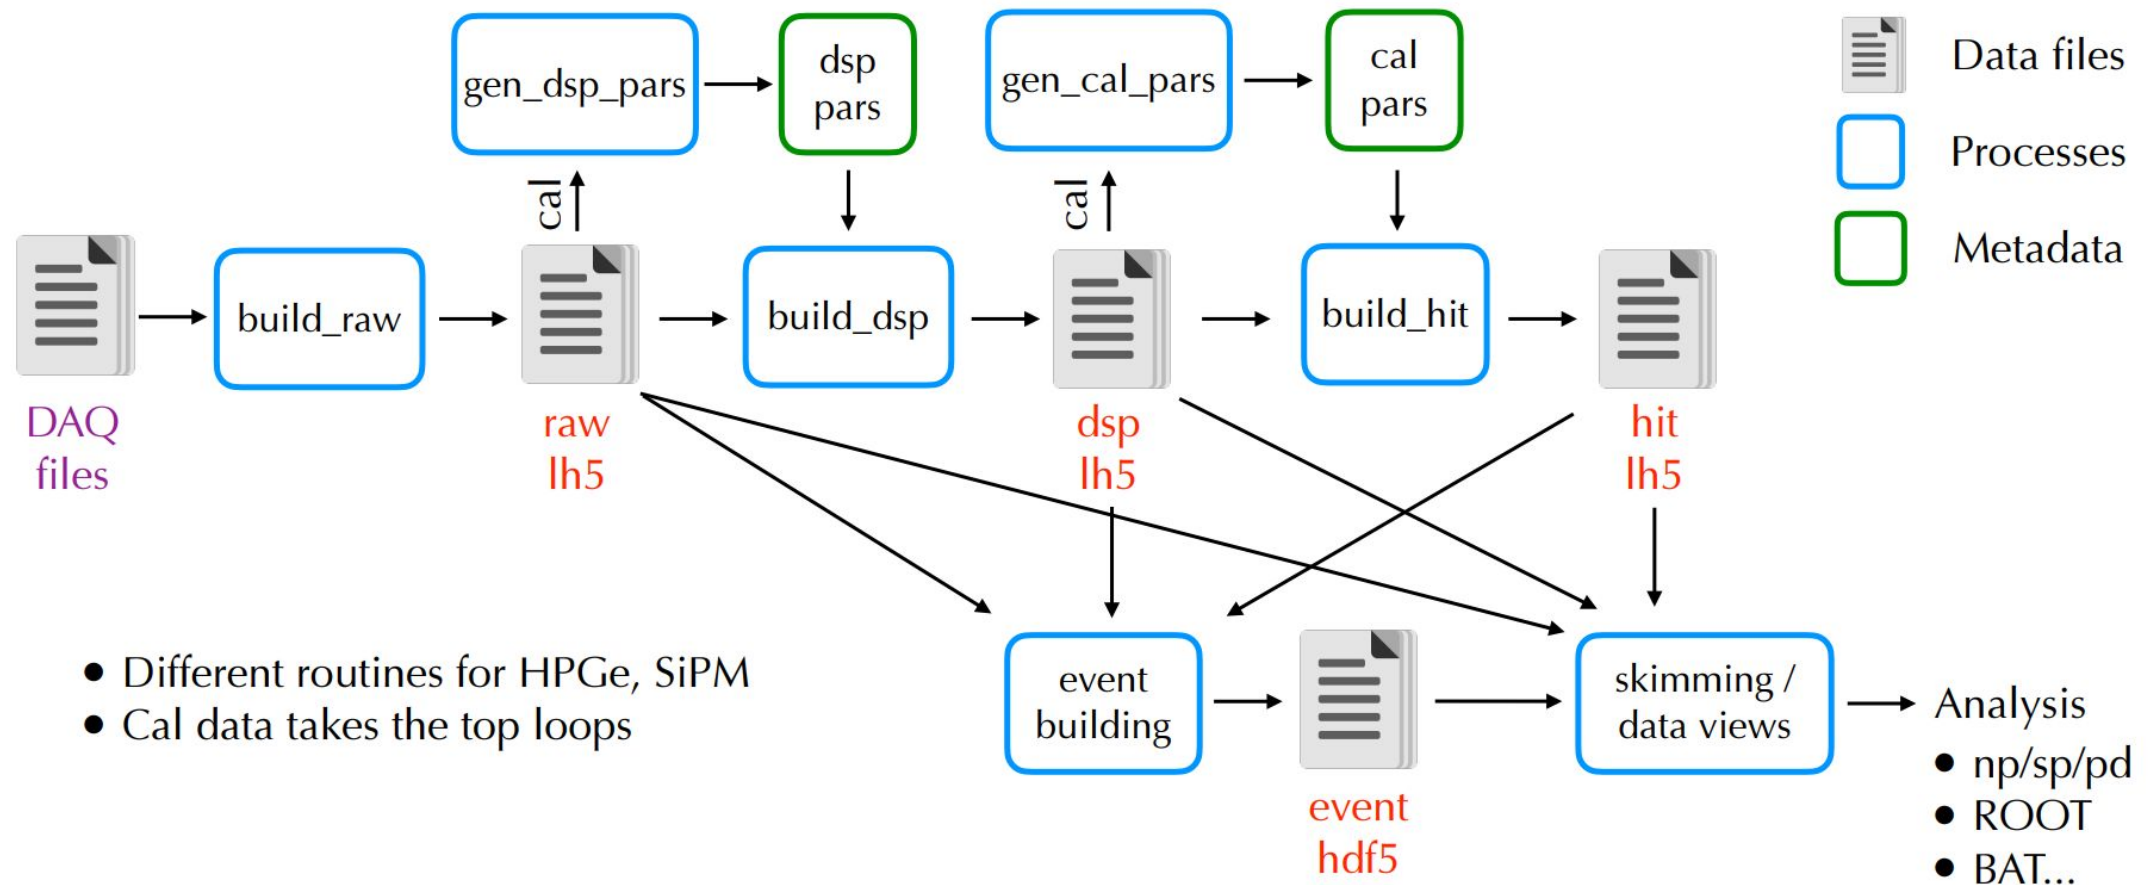 gen_dsp_pars
dsp
pars
gen_cal_pars
cal
pars
Data files
Processes
Metadata
cal
cal
build_raw
build_dsp
build_hit
DAQ
files
raw
lh5
dsp
lh5
hit
lh5
• Different routines for HPGe, SiPM
• Cal data takes the top loops
event
building
event
hdf5
skimming /
data views
Analysis
• np/sp/pd
• ROOT
• BAT...